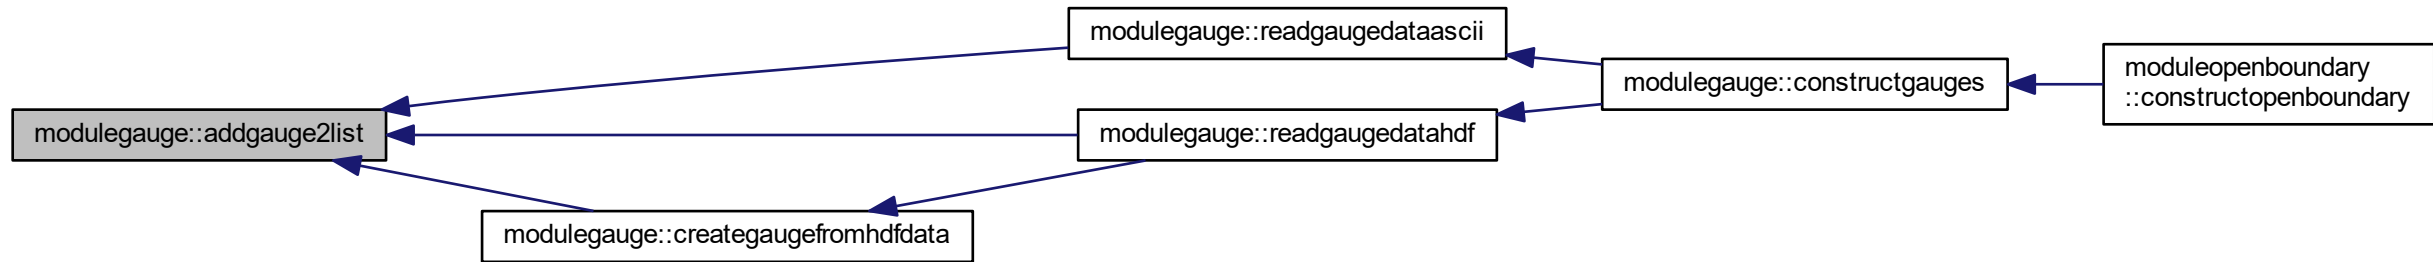 modulegauge::addgauge2list
modulegauge::readgaugedataascii
modulegauge::readgaugedatahdf
modulegauge::creategaugefromhdfdata
modulegauge::constructgauges
moduleopenboundary
::constructopenboundary